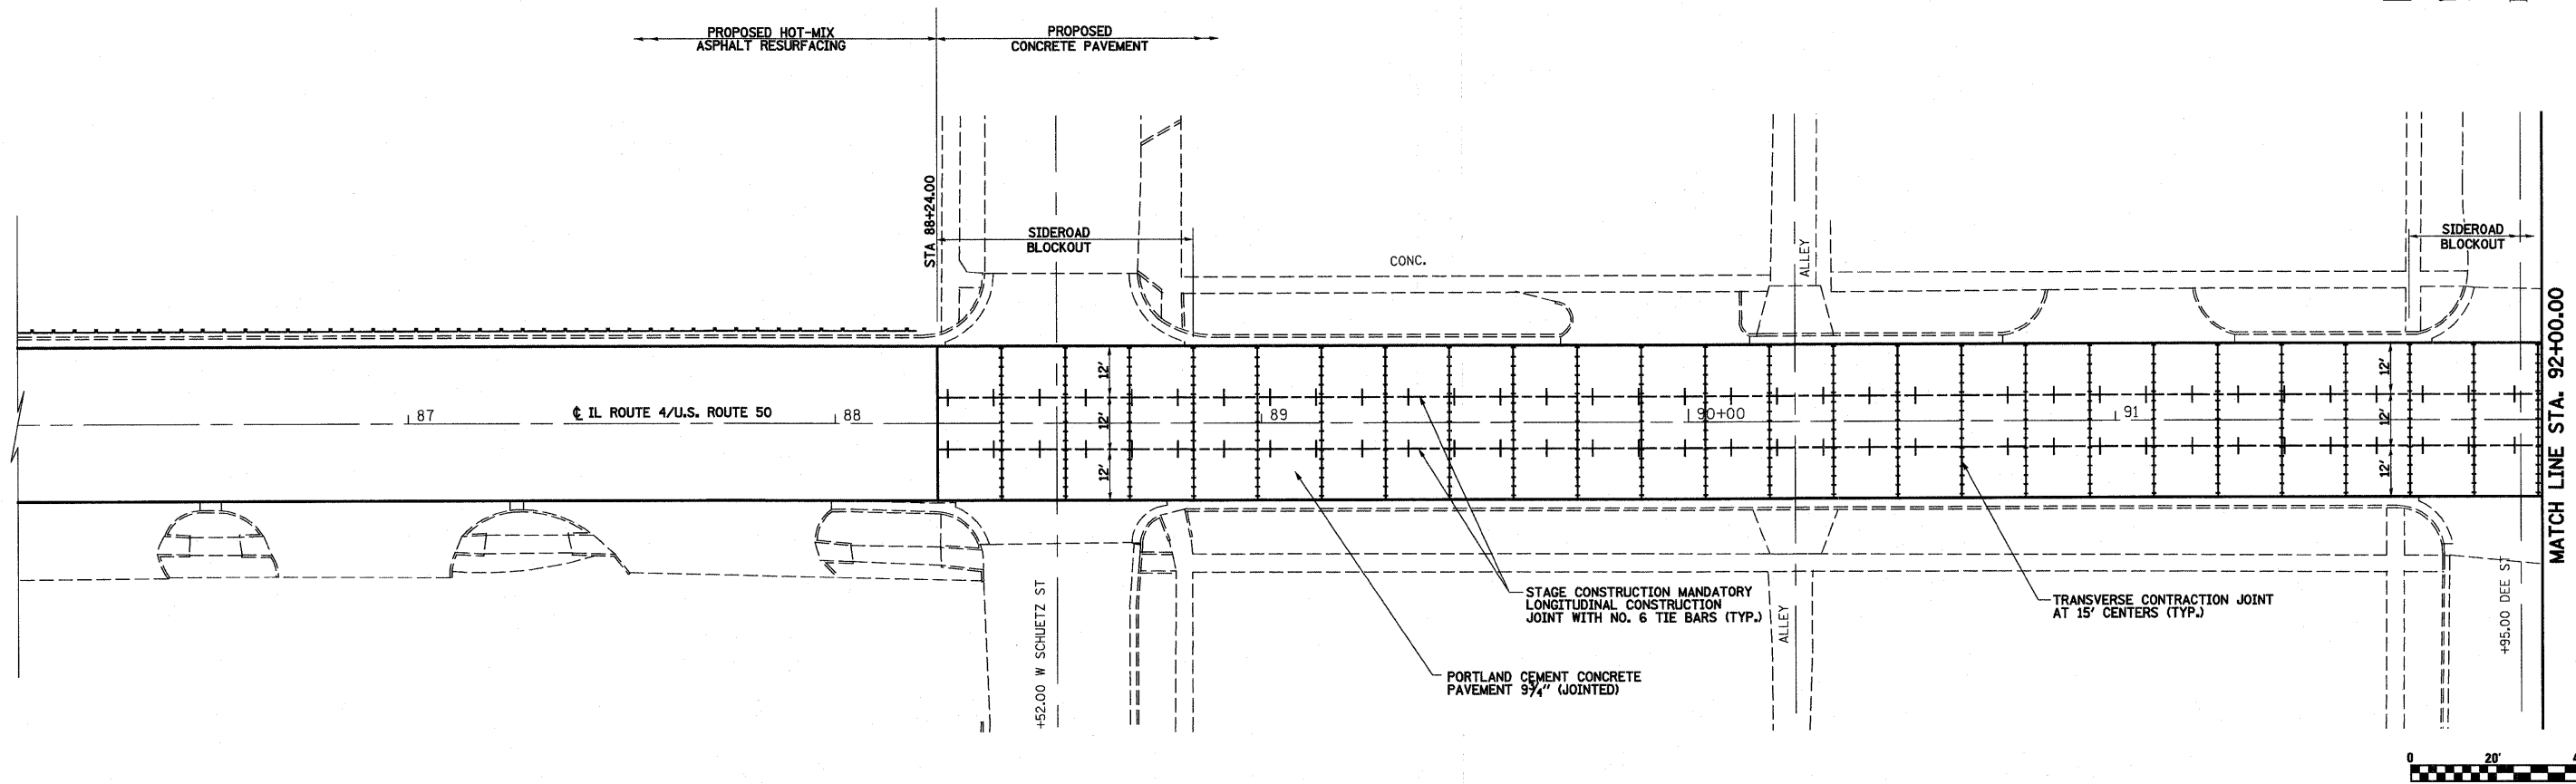 PROPOSED HOT-MIX
ASPHALT RESURFACING
PROPOSED
CONCRETE PAVEMENT
STA 88+24.00
SIDEROAD
BLOCKOUT
CONC.
ALLEY
SIDEROAD
BLOCKOUT
MATCH LINE STA. 92+00.00
12'
12'
12'
87
℄ IL ROUTE 4/U.S. ROUTE 50
88
89
90+00
91
12'
12'
12'
+52.00 W SCHUETZ ST
STAGE CONSTRUCTION MANDATORY
LONGITUDINAL CONSTRUCTION
JOINT WITH NO. 6 TIE BARS (TYP.)
ALLEY
TRANSVERSE CONTRACTION JOINT
AT 15' CENTERS (TYP.)
+95.00 DEE ST
PORTLAND CEMENT CONCRETE
PAVEMENT 9¾" (JOINTED)
0 20'